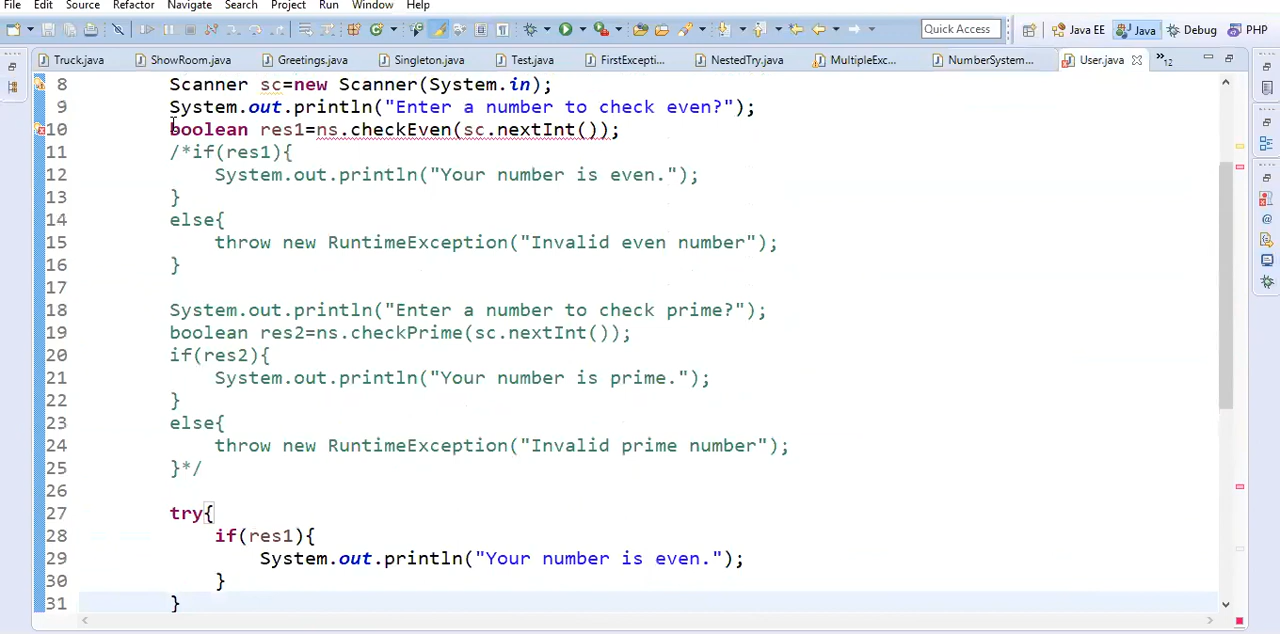 File Edit Source Refactor Navigate Search Project Run Window Help
Quick Access Java EE Java Debug PHP
Truck.java ShowRoom.java Greetings.java Singleton.java Test.java FirstExcepti... NestedTry.java MultipleExc... NumberSystem.... User.java »12
8 Scanner sc=new Scanner(System.in);
9 System.out.println("Enter a number to check even?");
10 boolean res1=ns.checkEven(sc.nextInt());
11 /*if(res1){
12 System.out.println("Your number is even.");
13 }
14 else{
15 throw new RuntimeException("Invalid even number");
16 }
17
18 System.out.println("Enter a number to check prime?");
19 boolean res2=ns.checkPrime(sc.nextInt());
20 if(res2){
21 System.out.println("Your number is prime.");
22 }
23 else{
24 throw new RuntimeException("Invalid prime number");
25 }*/
26
27 try{
28 if(res1){
29 System.out.println("Your number is even.");
30 }
31 }